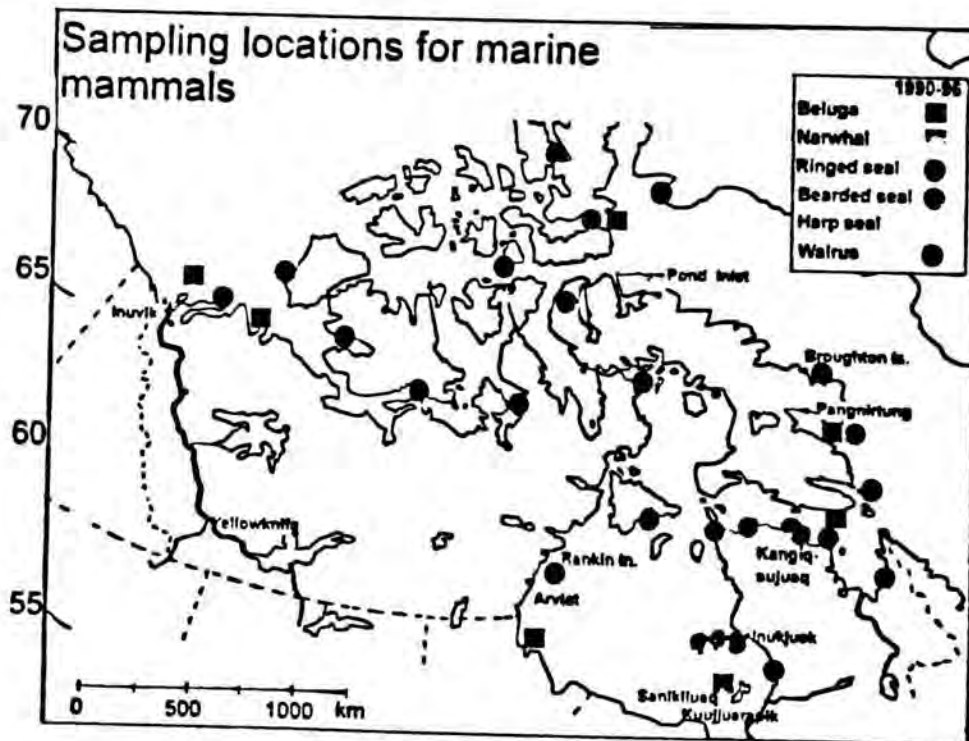 Sampling locations for marine
mammals
1990-96
Beluga
Narwhal
Ringed seal
Bearded seal
Harp seal
Walrus
70
65
60
55
Inuvik
Pond Inlet
Broughton Is.
Pangnirtung
Yellowknife
Rankin In.
Arviat
Kangiq-
sujuaq
Inukjuak
Sanikiluaq
Kuujjuarapik
0 500 1000 km